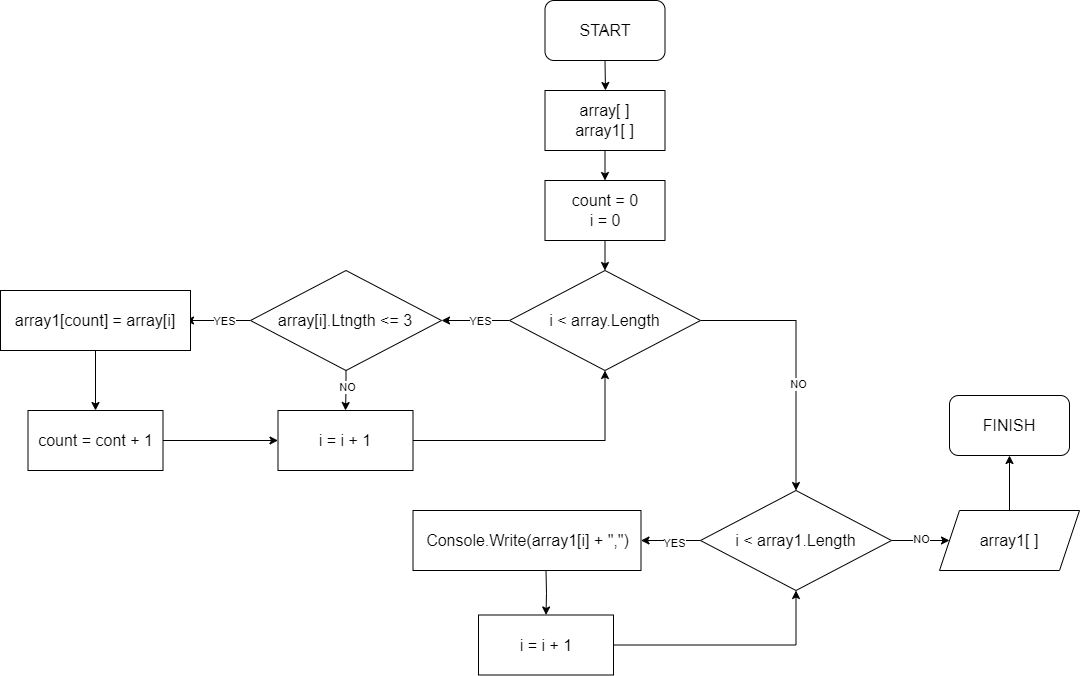 START
array[ ]
array1[ ]
count = 0
i = 0
i < array.Length
YES
array[i].Ltngth <= 3
YES
array1[count] = array[i]
NO
NO
count = cont + 1
i = i + 1
FINISH
i < array1.Length
YES
Console.Write(array1[i] + ",")
NO
array1[ ]
i = i + 1